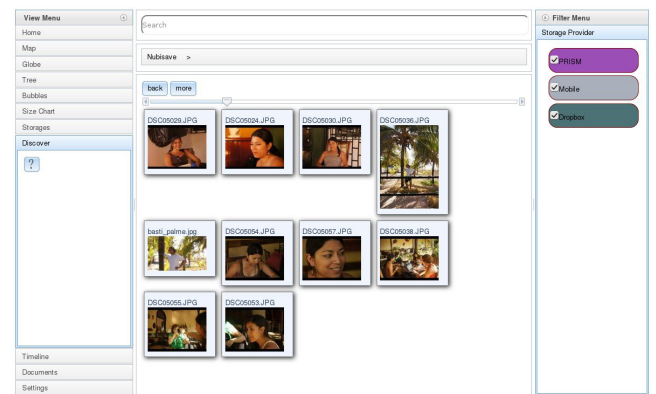 View Menu
Home
Map
Globe
Tree
Bubbles
Size Chart
Storages
Discover
?
Timeline
Documents
Settings
Search
Nubisave >
back more
DSC05029.JPG DSC05024.JPG DSC05030.JPG DSC05036.JPG
basti_palme.jpg DSC05054.JPG DSC05057.JPG DSC05038.JPG
DSC05055.JPG DSC05053.JPG
Filter Menu
Storage Provider
PRISM
Mobile
Dropbox